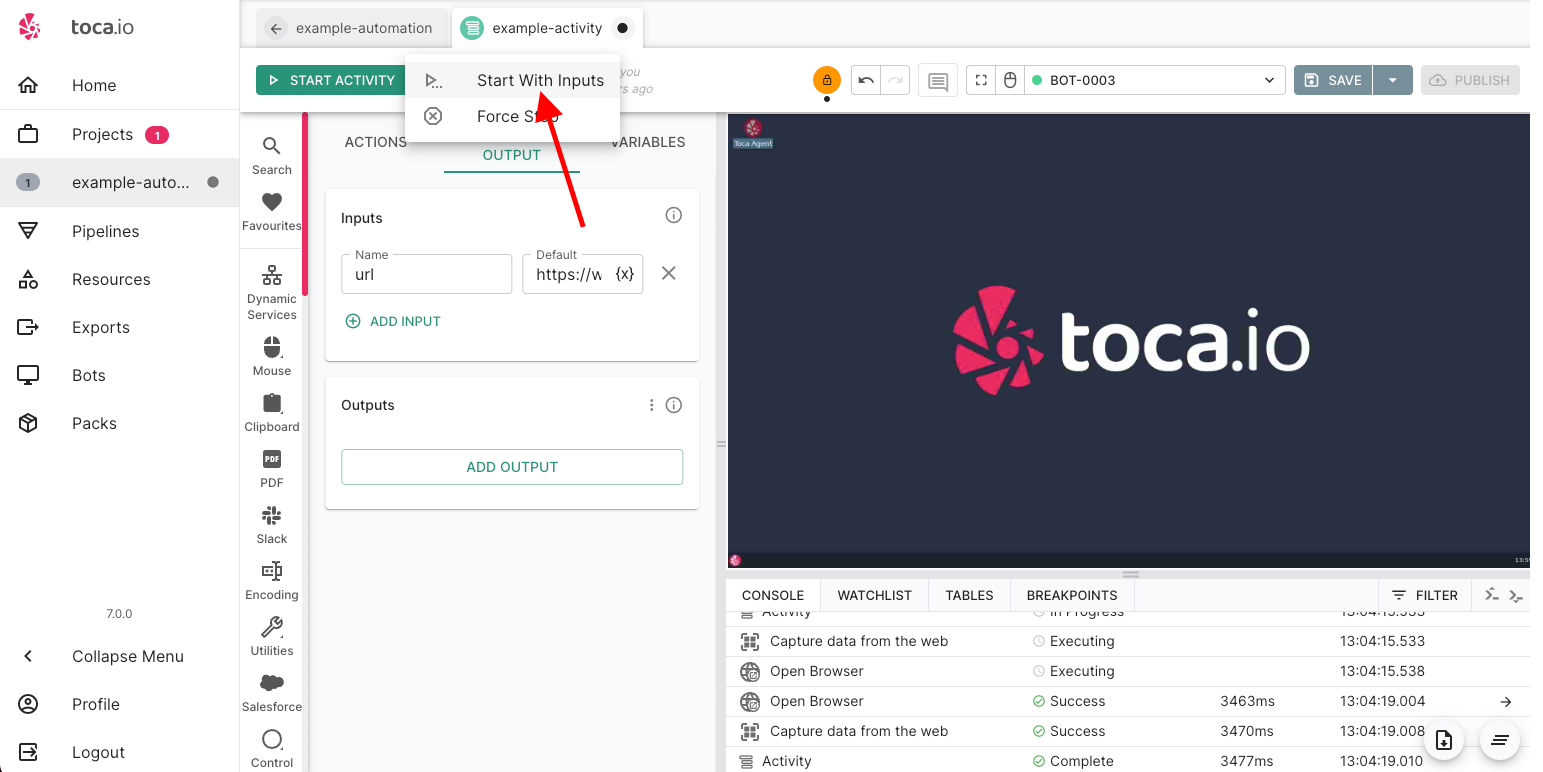 toca.io
example-automation
example-activity
Home
START ACTIVITY
Start With Inputs
Force
you
ago
BOT-0003
SAVE
PUBLISH
Projects
1
1
example-auto...
Pipelines
Resources
Exports
Bots
Packs
7.0.0
Collapse Menu
Profile
Logout
Search
Favourites
Dynamic
Services
Mouse
Clipboard
PDF
PDF
Slack
Encoding
Utilities
Salesforce
Control
ACTIONS
OUTPUT
VARIABLES
Inputs
Name
url
Default
https://w
{x}
ADD INPUT
Outputs
ADD OUTPUT
Toca Agent
toca.io
CONSOLE WATCHLIST TABLES BREAKPOINTS FILTER
Activity In Progress 13:04:15.533
Capture data from the web Executing 13:04:15.533
Open Browser Executing 13:04:15.538
Open Browser Success 3463ms 13:04:19.004
Capture data from the web Success 3470ms 13:04:19.008
Activity Complete 3477ms 13:04:19.010